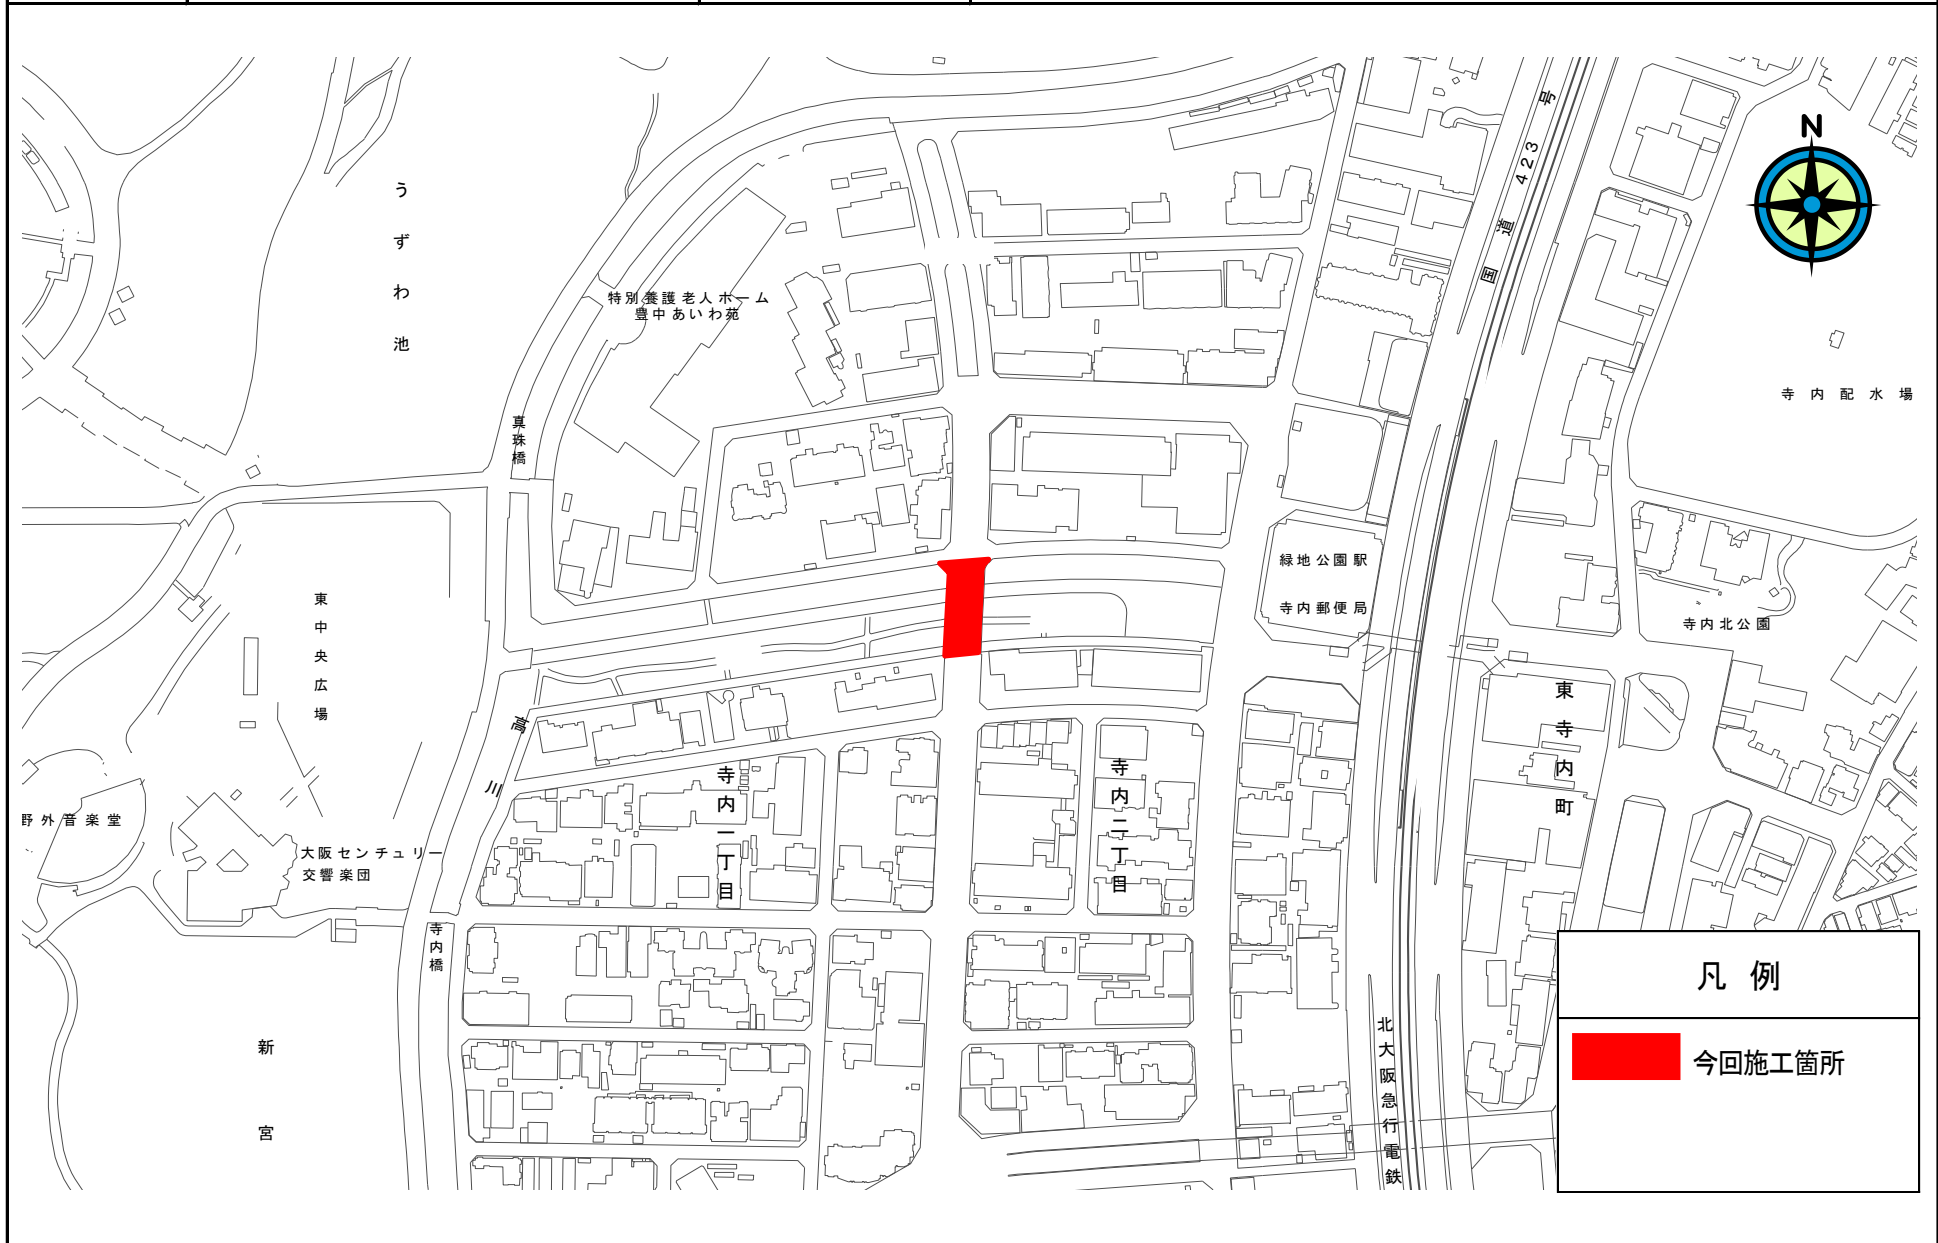 N
国道 423 号
うずわ池
特別養護老人ホーム
豊中あいわ苑
寺内配水場
真珠橋
緑地公園駅
寺内郵便局
寺内北公園
東中央広場
高川
東寺内町
寺内一丁目
寺内二丁目
野外音楽堂
大阪センチュリー
交響楽団
寺内橋
新宮
北大阪急行電鉄
凡例
今回施工箇所